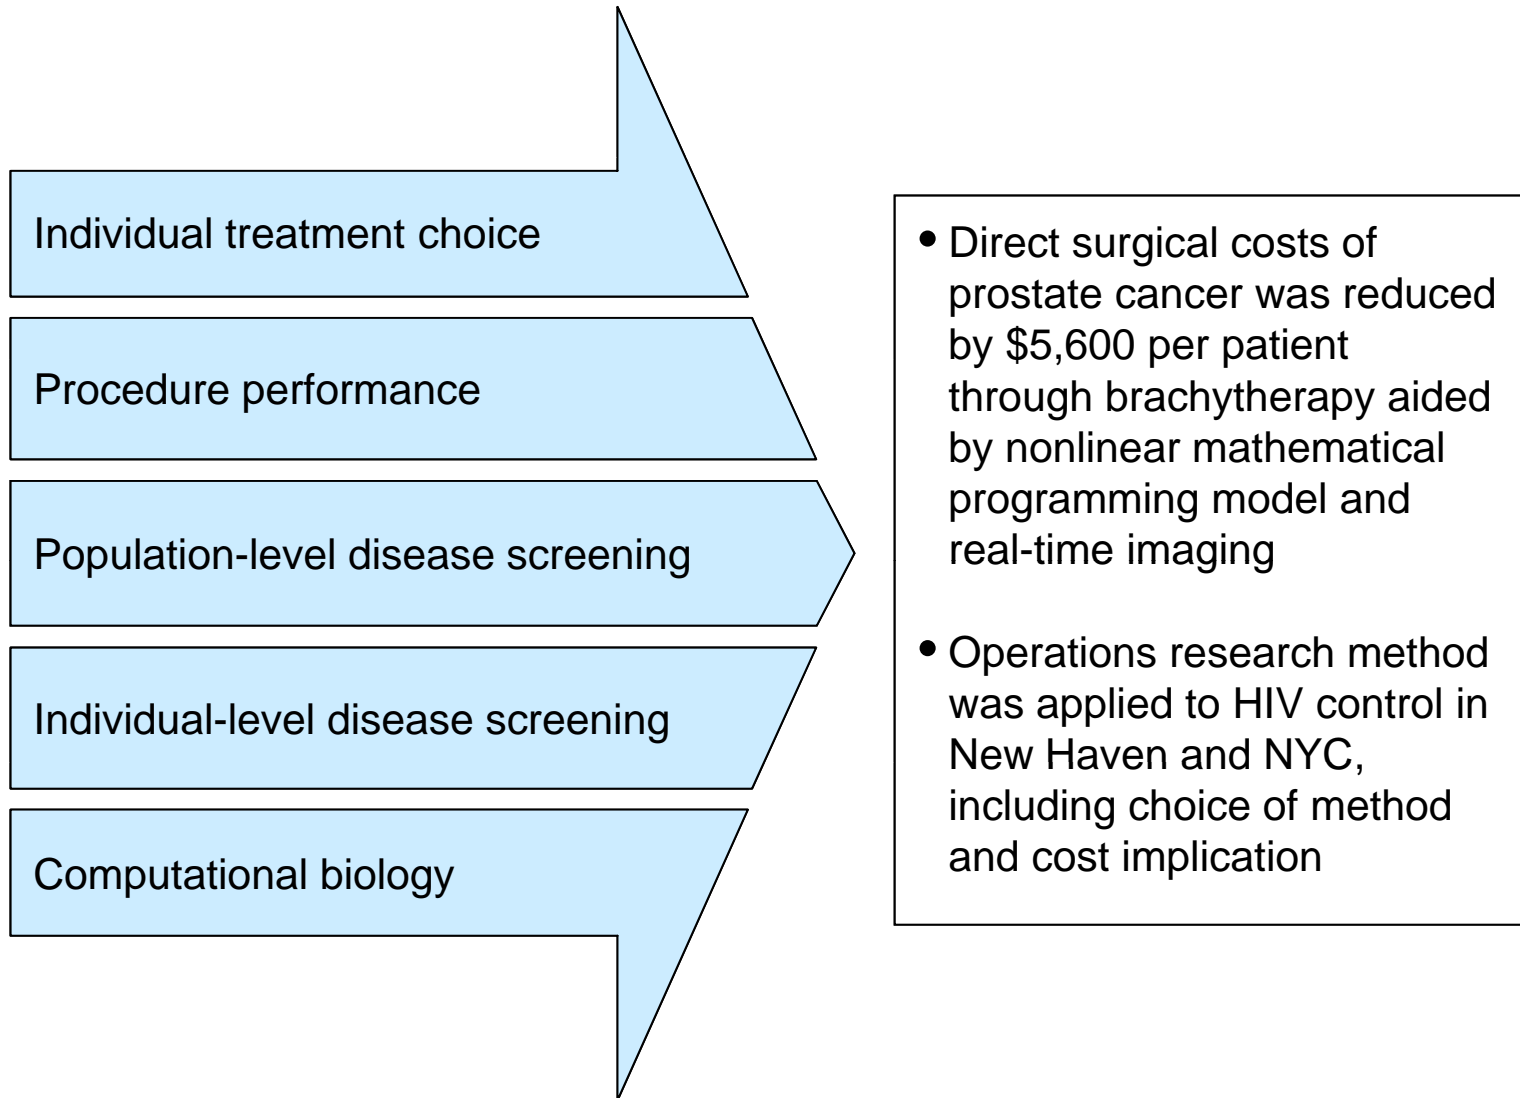 Individual treatment choice
Procedure performance
Population-level disease screening
Individual-level disease screening
Computational biology
• Direct surgical costs of
prostate cancer was reduced
by $5,600 per patient
through brachytherapy aided
by nonlinear mathematical
programming model and
real-time imaging
• Operations research method
was applied to HIV control in
New Haven and NYC,
including choice of method
and cost implication